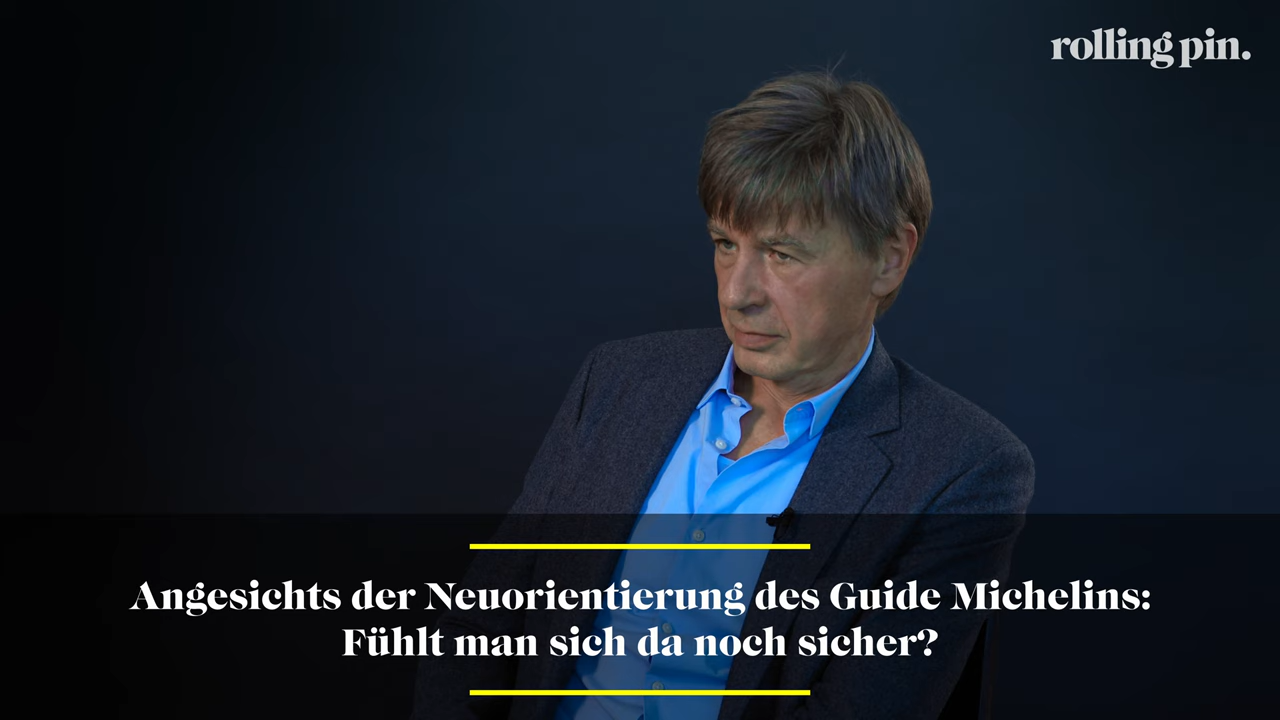 rolling pin.
Angesichts der Neuorientierung des Guide Michelins:
Fühlt man sich da noch sicher?